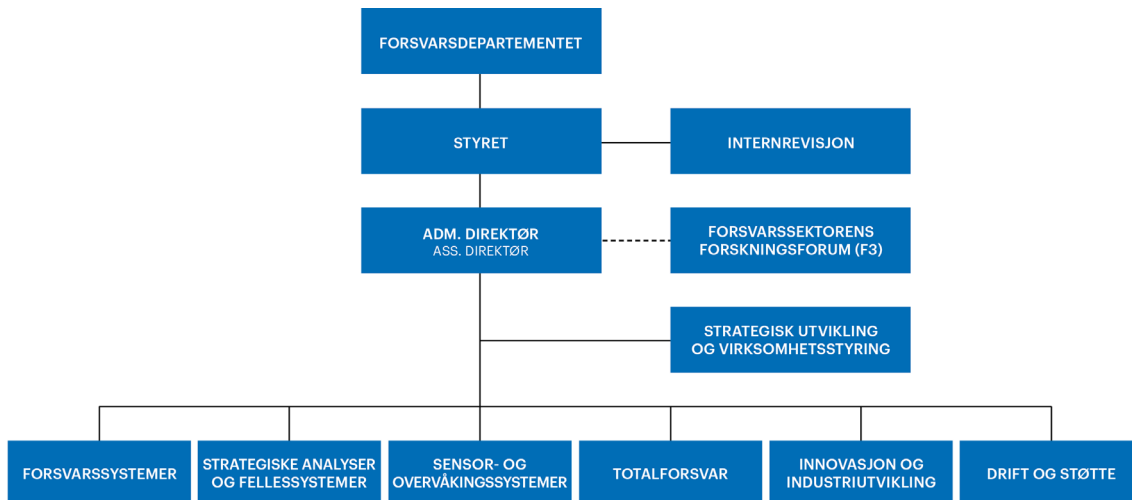 FORSVARSDEPARTEMENTET
STYRET
INTERNREVISJON
ADM. DIREKTØR
ASS. DIREKTØR
FORSVARSSEKTORENS
FORSKNINGSFORUM (F3)
STRATEGISK UTVIKLING
OG VIRKSOMHETSSTYRING
FORSVARSSYSTEMER
STRATEGISKE ANALYSER
OG FELLESSYSTEMER
SENSOR- OG
OVERVÅKINGSSYSTEMER
TOTALFORSVAR
INNOVASJON OG
INDUSTRIUTVIKLING
DRIFT OG STØTTE